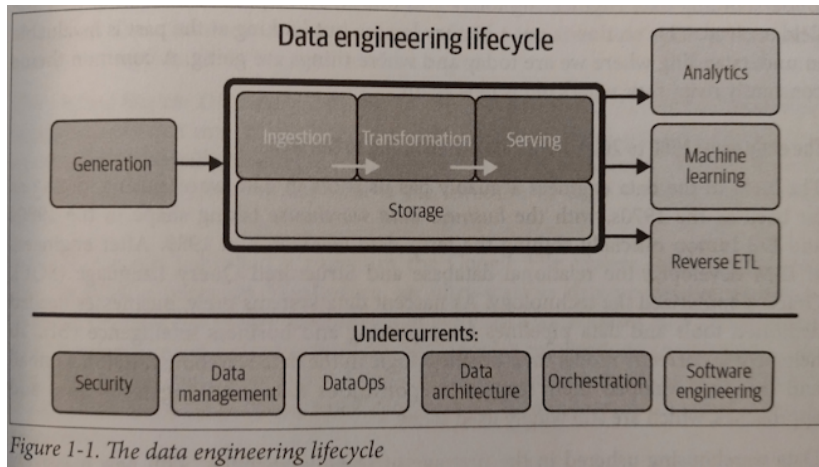 Data engineering lifecycle
Generation
Ingestion
Transformation
Serving
Storage
Analytics
Machine
learning
Reverse ETL
Undercurrents:
Security
Data
management
DataOps
Data
architecture
Orchestration
Software
engineering
Figure 1-1. The data engineering lifecycle